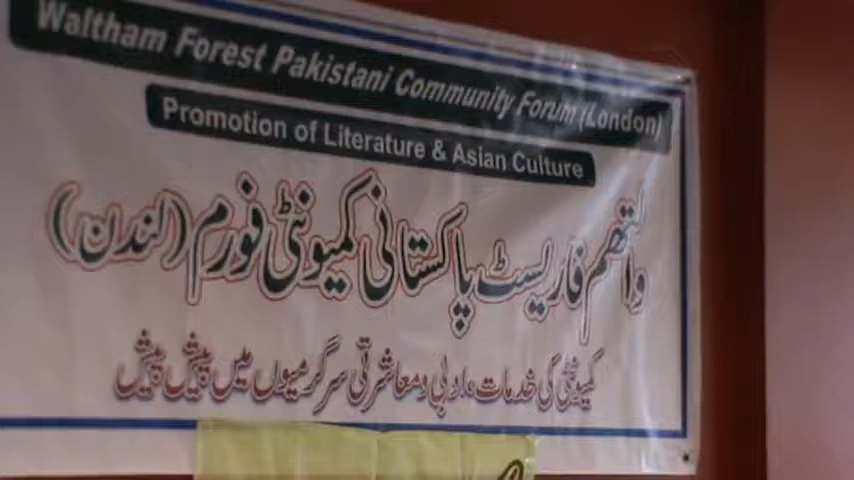 Waltham Forest Pakistani Community Forum (London)
Promotion of Literature & Asian Culture
والتھم فاریسٹ پاکستانی کمیونٹی فورم (لندن)
کمیونٹی کی خدمات، ادبی ومعاشرتی سرگرمیوں میں پیش پیش